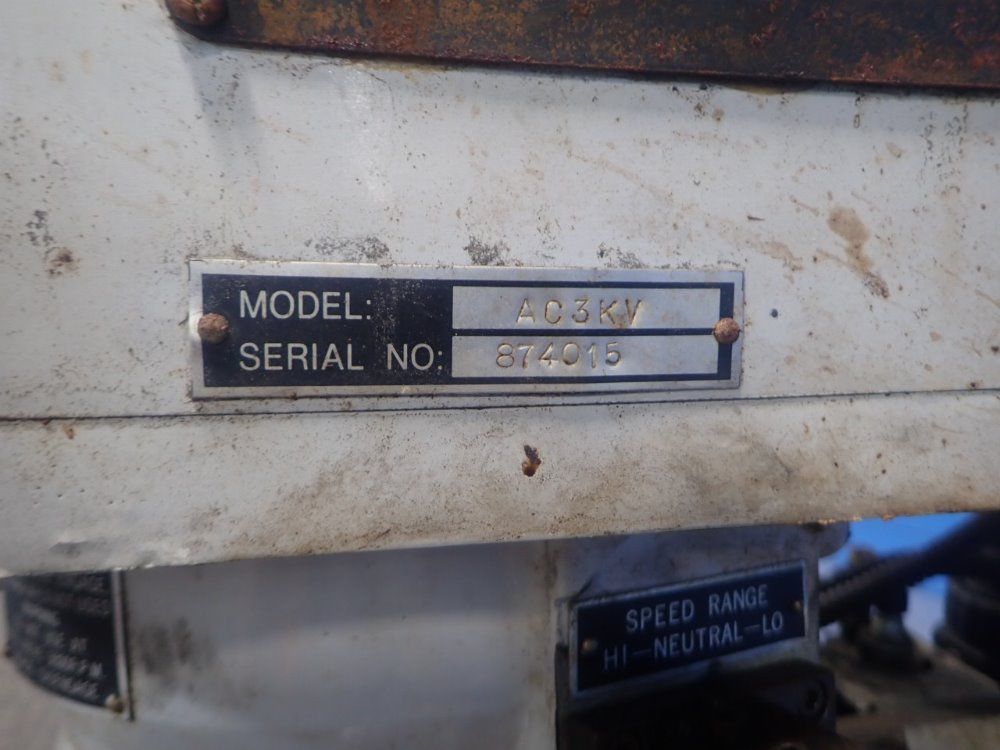 MODEL: AC3KV
SERIAL NO: 874015
SPEED RANGE
HI-NEUTRAL-LO